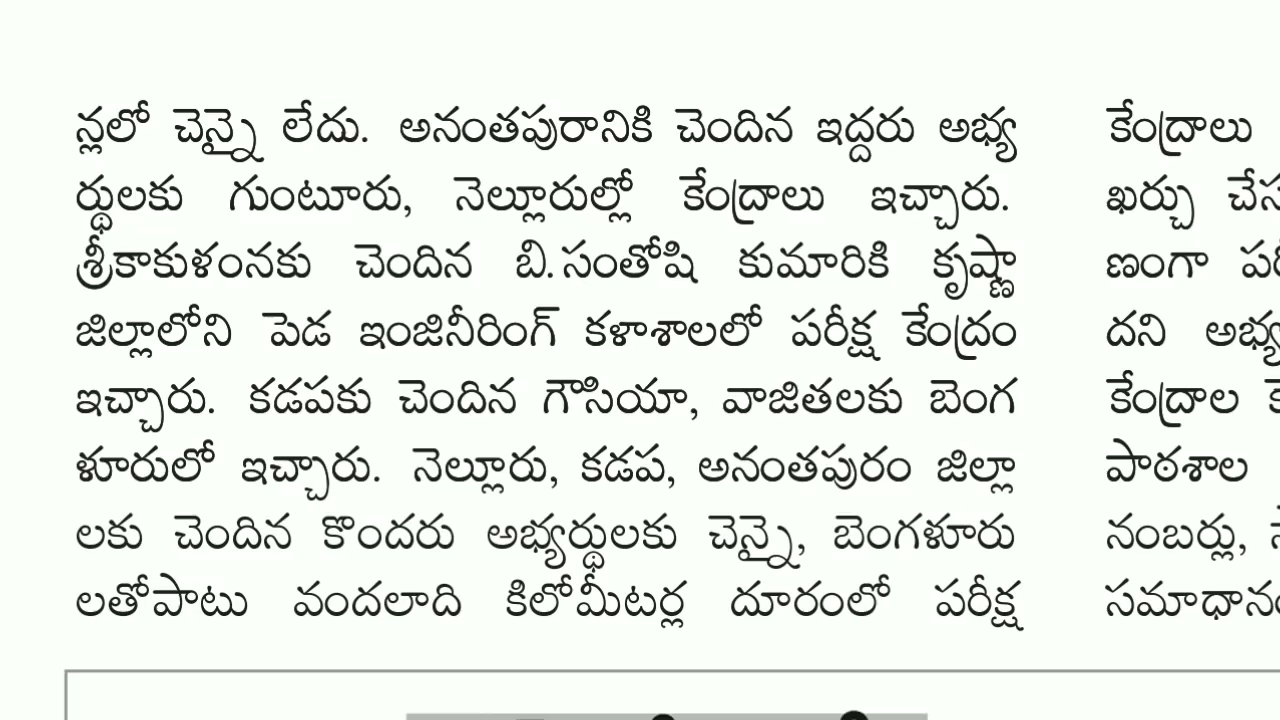 న్లలో చెన్నై లేదు. అనంతపురానికి చెందిన ఇద్దరు అభ్య
ర్థులకు గుంటూరు, నెల్లూరుల్లో కేంద్రాలు ఇచ్చారు.
శ్రీకాకుళంనకు చెందిన బి.సంతోషి కుమారికి కృష్ణా
జిల్లాలోని పెడ ఇంజినీరింగ్ కళాశాలలో పరీక్ష కేంద్రం
ఇచ్చారు. కడపకు చెందిన గౌసియా, వాజితలకు బెంగ
ళూరులో ఇచ్చారు. నెల్లూరు, కడప, అనంతపురం జిల్లా
లకు చెందిన కొందరు అభ్యర్థులకు చెన్నై, బెంగళూరు
లతోపాటు వందలాది కిలోమీటర్ల దూరంలో పరీక్ష
కేంద్రాలు
ఖర్చు
ణంగా
దని
కేంద్రాల
పాఠశాల
నంబర్లు,